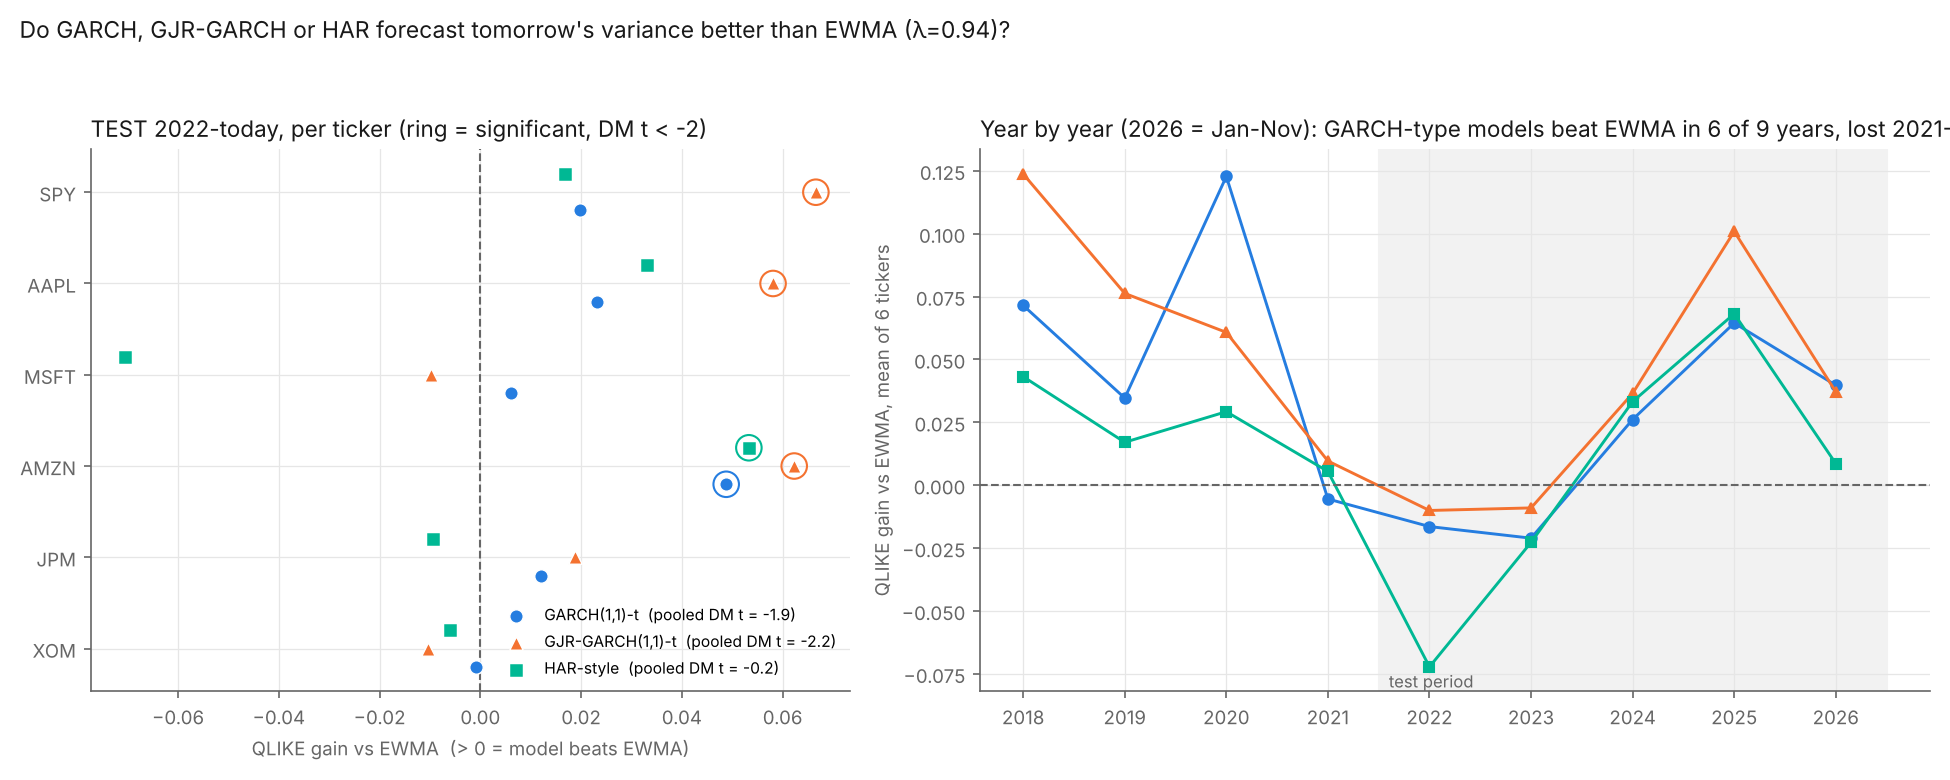 Do GARCH, GJR-GARCH or HAR forecast tomorrow's variance better than EWMA (λ=0.94)?
TEST 2022-today, per ticker (ring = significant, DM t < -2)
SPY
AAPL
MSFT
AMZN
JPM
XOM
GARCH(1,1)-t (pooled DM t = -1.9)
GJR-GARCH(1,1)-t (pooled DM t = -2.2)
HAR-style (pooled DM t = -0.2)
−0.06 −0.04 −0.02 0.00 0.02 0.04 0.06
QLIKE gain vs EWMA (> 0 = model beats EWMA)
Year by year (2026 = Jan-Nov): GARCH-type models beat EWMA in 6 of 9 years, lost 2021-
QLIKE gain vs EWMA, mean of 6 tickers
0.125
0.100
0.075
0.050
0.025
0.000
−0.025
−0.050
−0.075
test period
2018 2019 2020 2021 2022 2023 2024 2025 2026